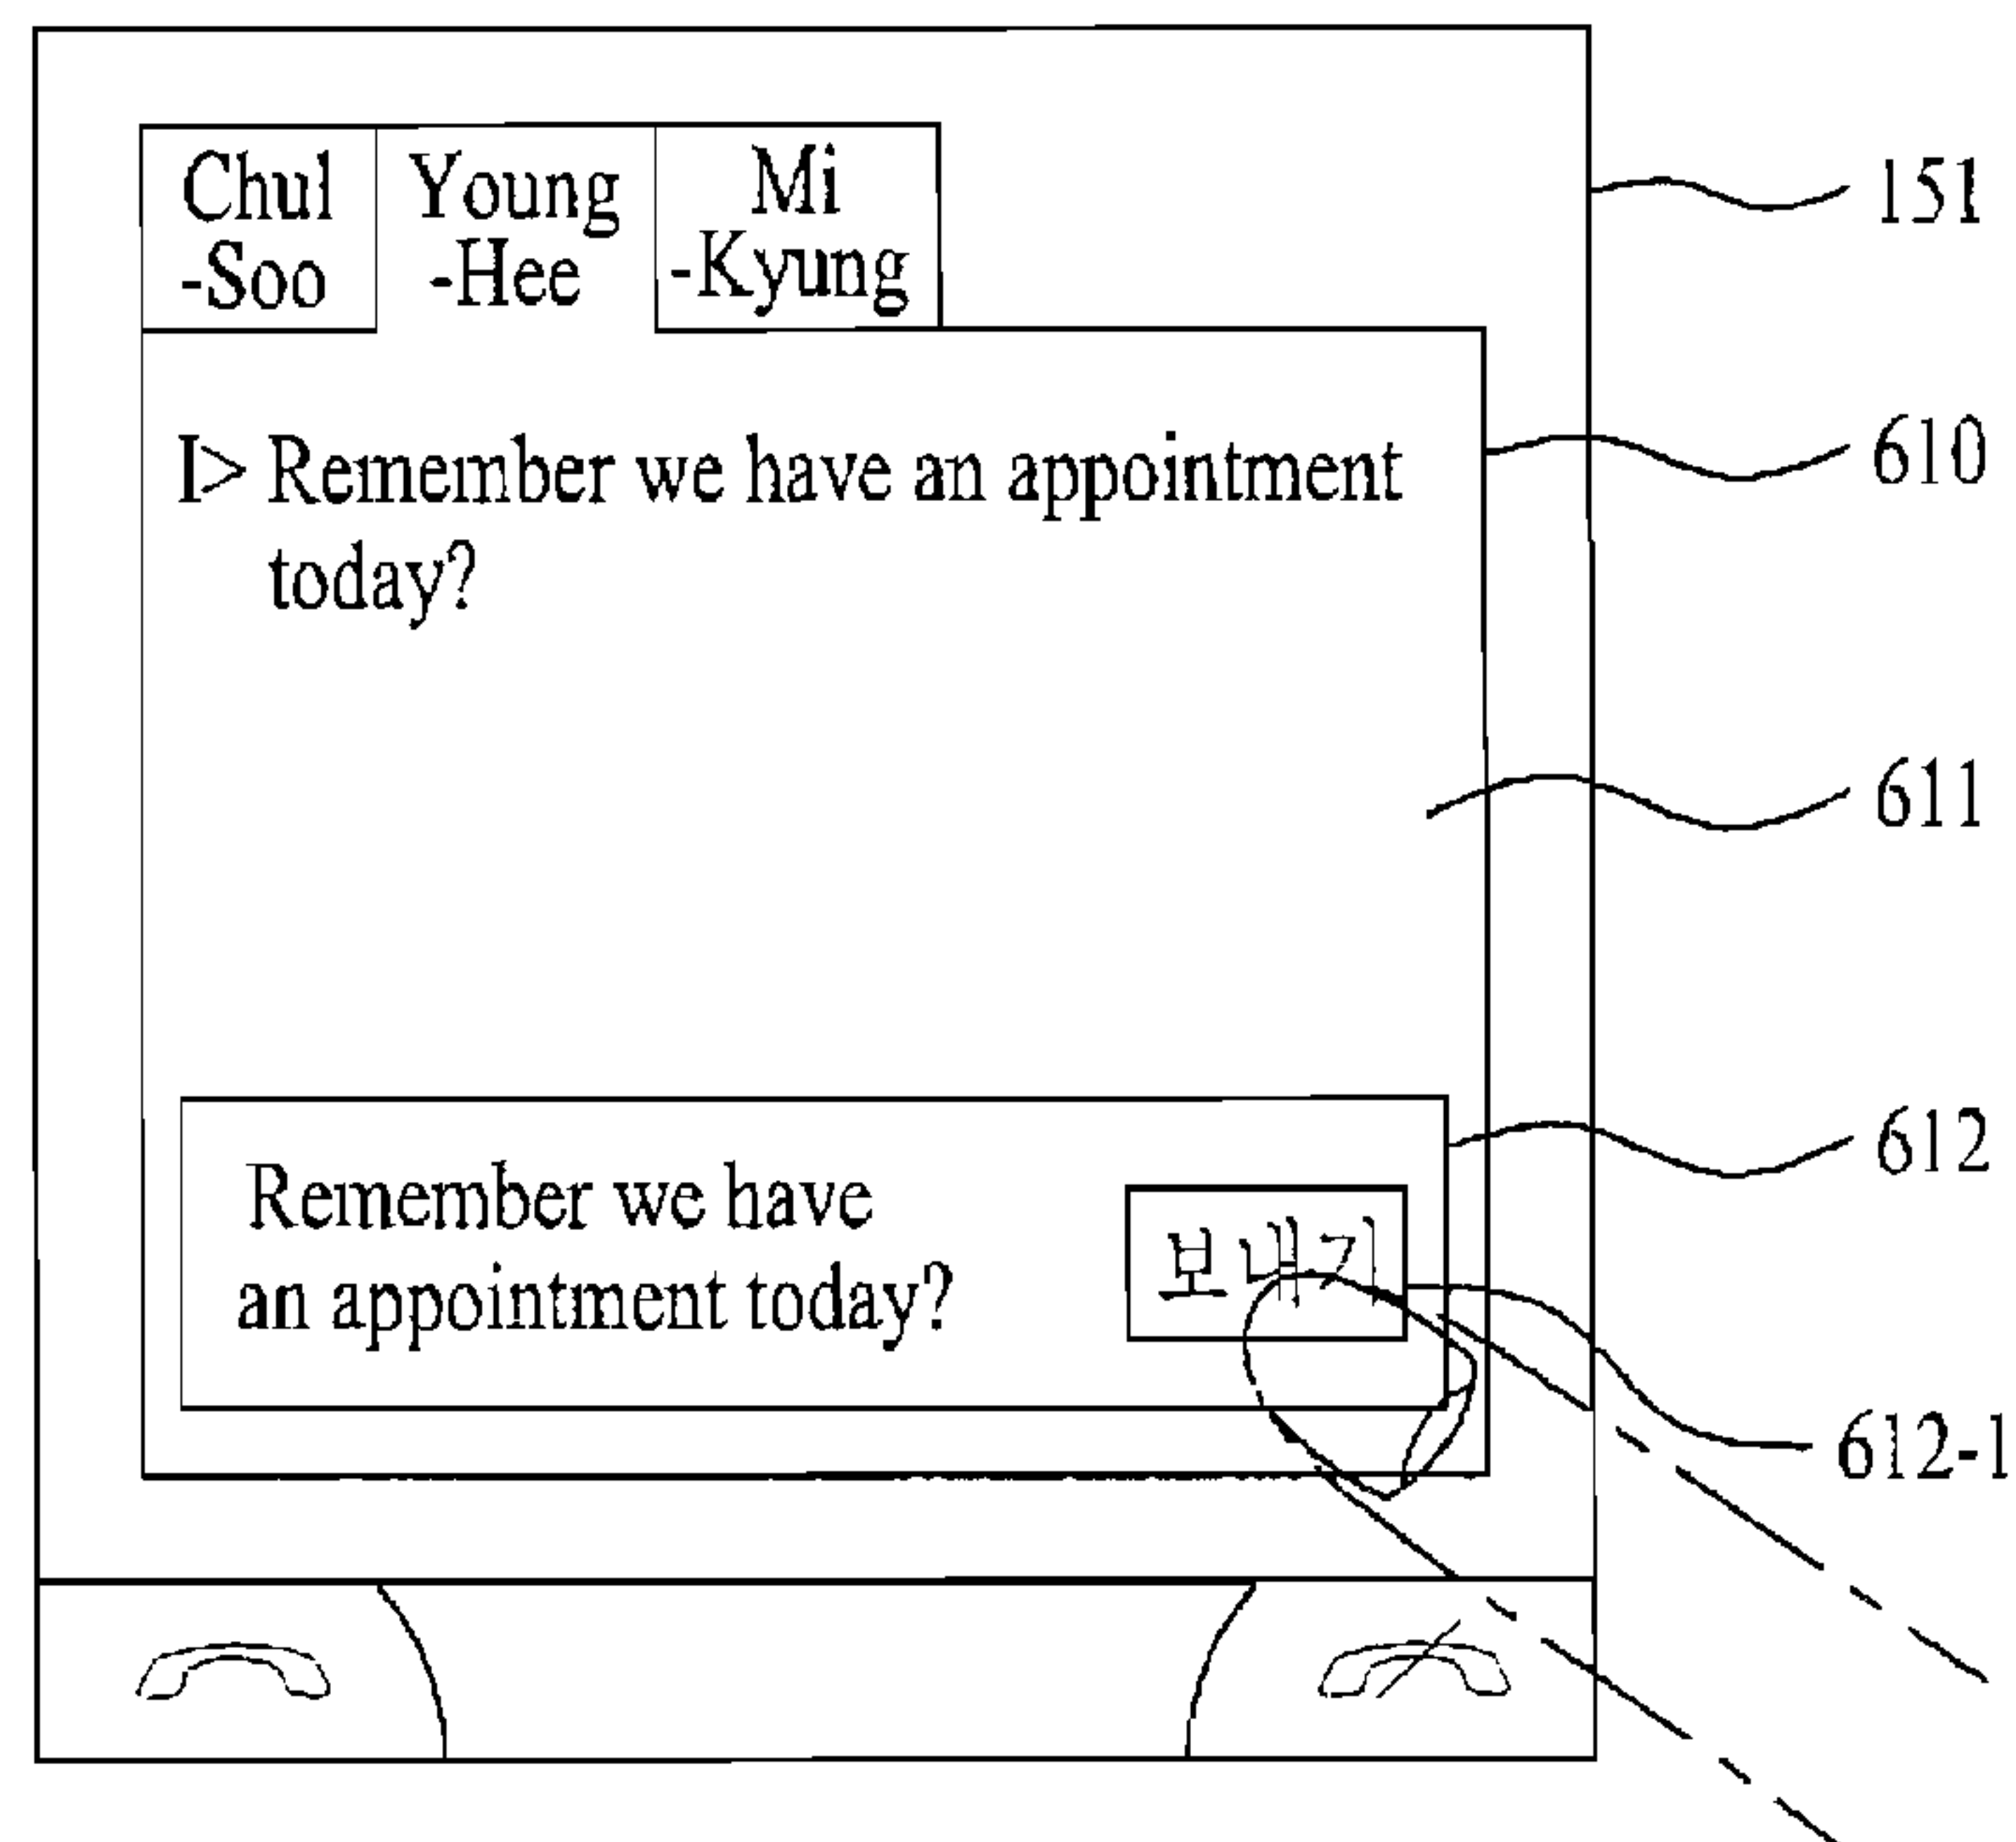 Chul
-Soo
Young
-Hee
Mi
-Kyung
151
I> Remember we have an appointment
today?
610
611
612
Remember we have
an appointment today?
보내기
612-1